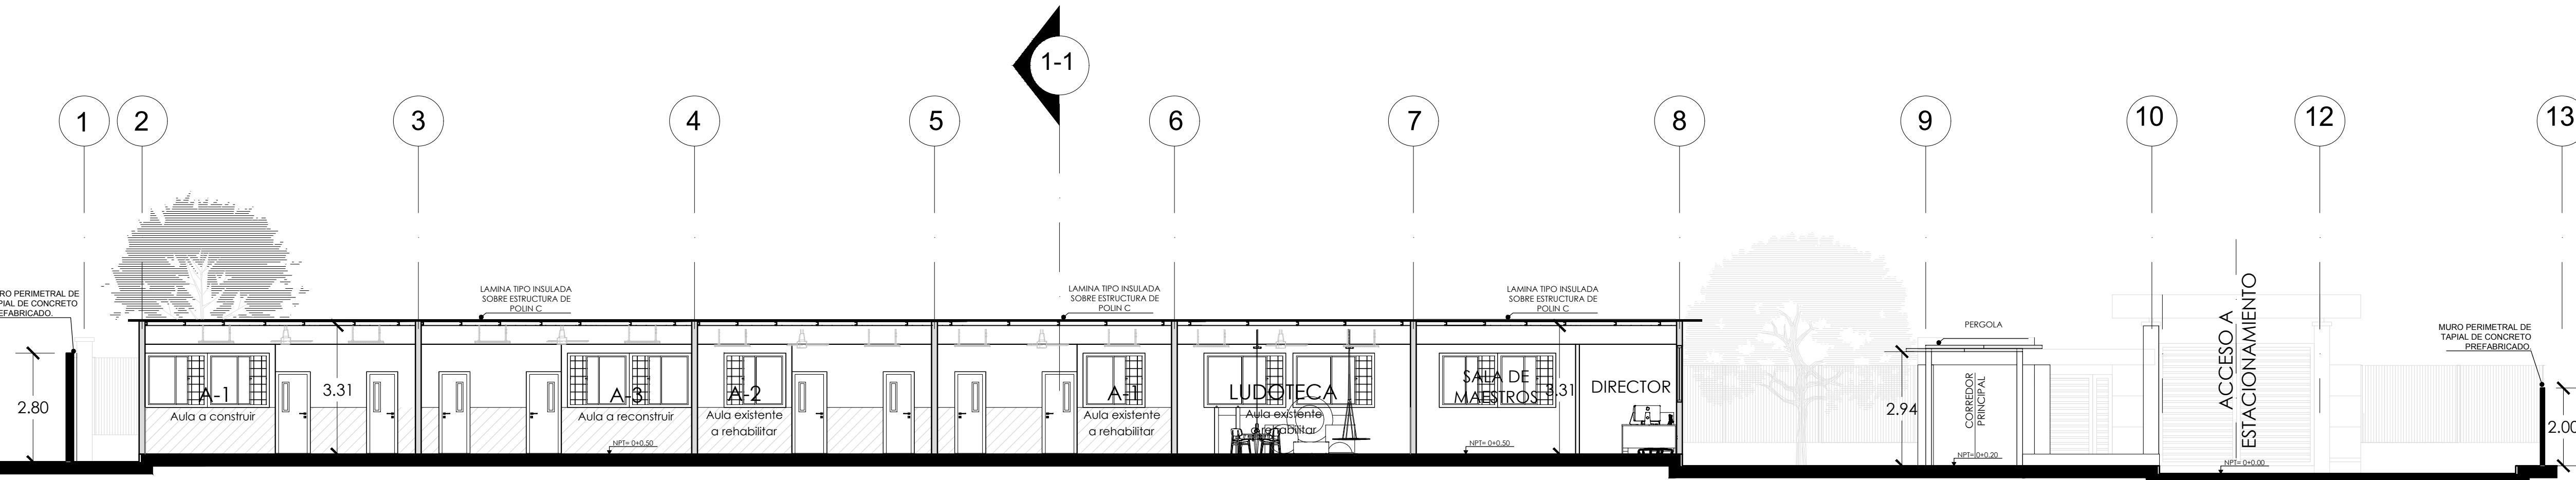 1-1
1
2
3
4
5
6
7
8
9
10
12
13
RO PERIMETRAL DE
PIAL DE CONCRETO
EFABRICADO.
2.80
LAMINA TIPO INSULADA
SOBRE ESTRUCTURA DE
POLIN C
LAMINA TIPO INSULADA
SOBRE ESTRUCTURA DE
POLIN C
LAMINA TIPO INSULADA
SOBRE ESTRUCTURA DE
POLIN C
A-1
Aula a construir
3.31
A-3
Aula a reconstruir
NPT= 0+0.50
A-2
Aula existente
a rehabilitar
A-1
Aula existente
a rehabilitar
LUDOTECA
Aula existente
a rehabilitar
SALA DE
MAESTROS
3.31
NPT= 0+0.50
DIRECTOR
2.94
PERGOLA
CORREDOR
PRINCIPAL
NPT= 0+0.20
ACCESO A
ESTACIONAMIENTO
NPT= 0+0.00
MURO PERIMETRAL DE
TAPIAL DE CONCRETO
PREFABRICADO.
2.00